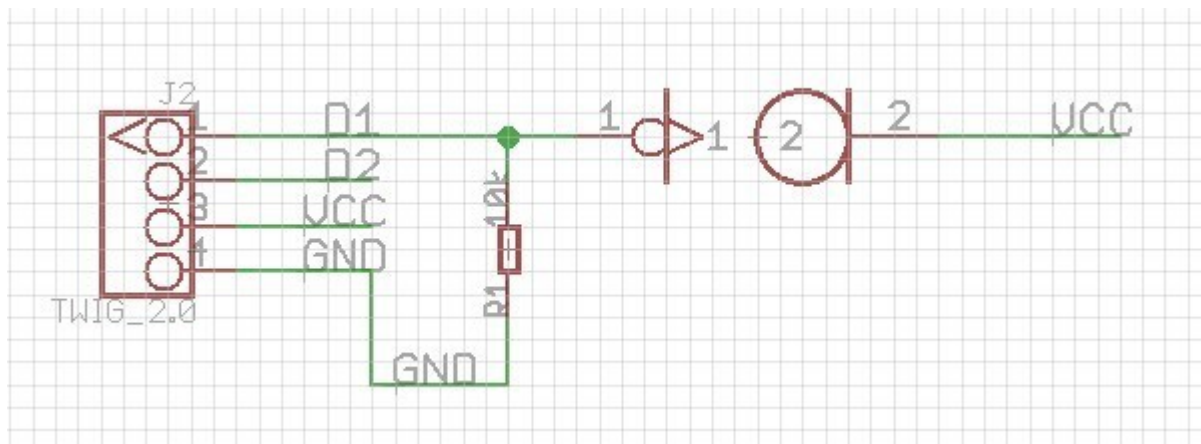 J2
1 D1 1 1 2 2 VCC
2 D2
3 VCC
4 GND
10k
R1
TWIG_2.0
GND